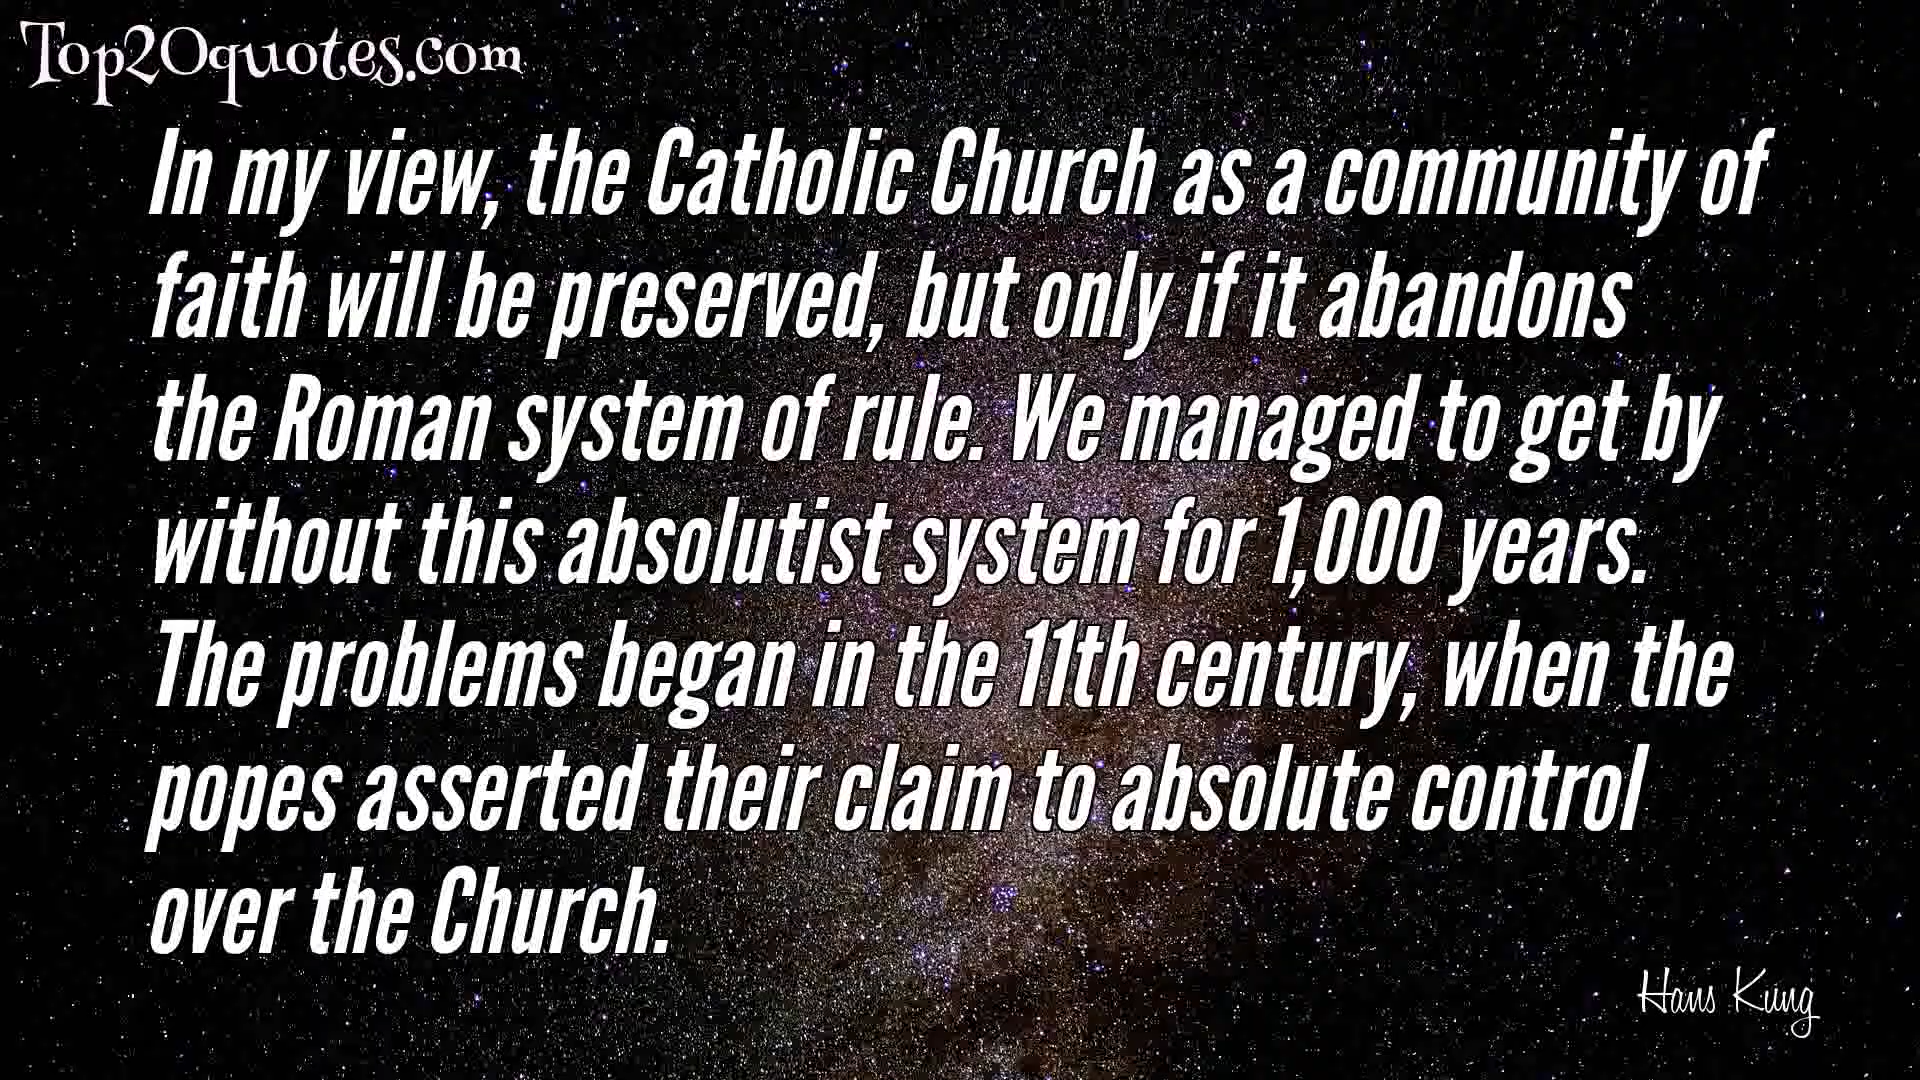 Top20quotes.com
In my view, the Catholic Church as a community of
faith will be preserved, but only if it abandons
the Roman system of rule. We managed to get by
without this absolutist system for 1,000 years.
The problems began in the 11th century, when the
popes asserted their claim to absolute control
over the Church.
Hans Kung